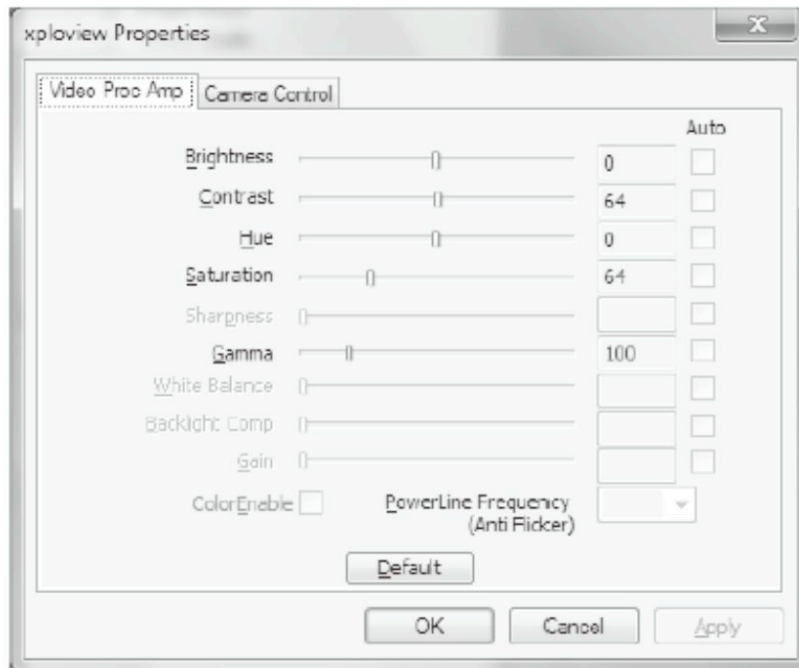 xploview Properties
Video Proc Amp
Camera Control
Auto
Brightness 0
Contrast 64
Hue 0
Saturation 64
Sharpness
Gamma 100
White Balance
Backlight Comp
Gain
ColorEnable
PowerLine Frequency
(Anti Flicker)
Default
OK
Cancel
Apply